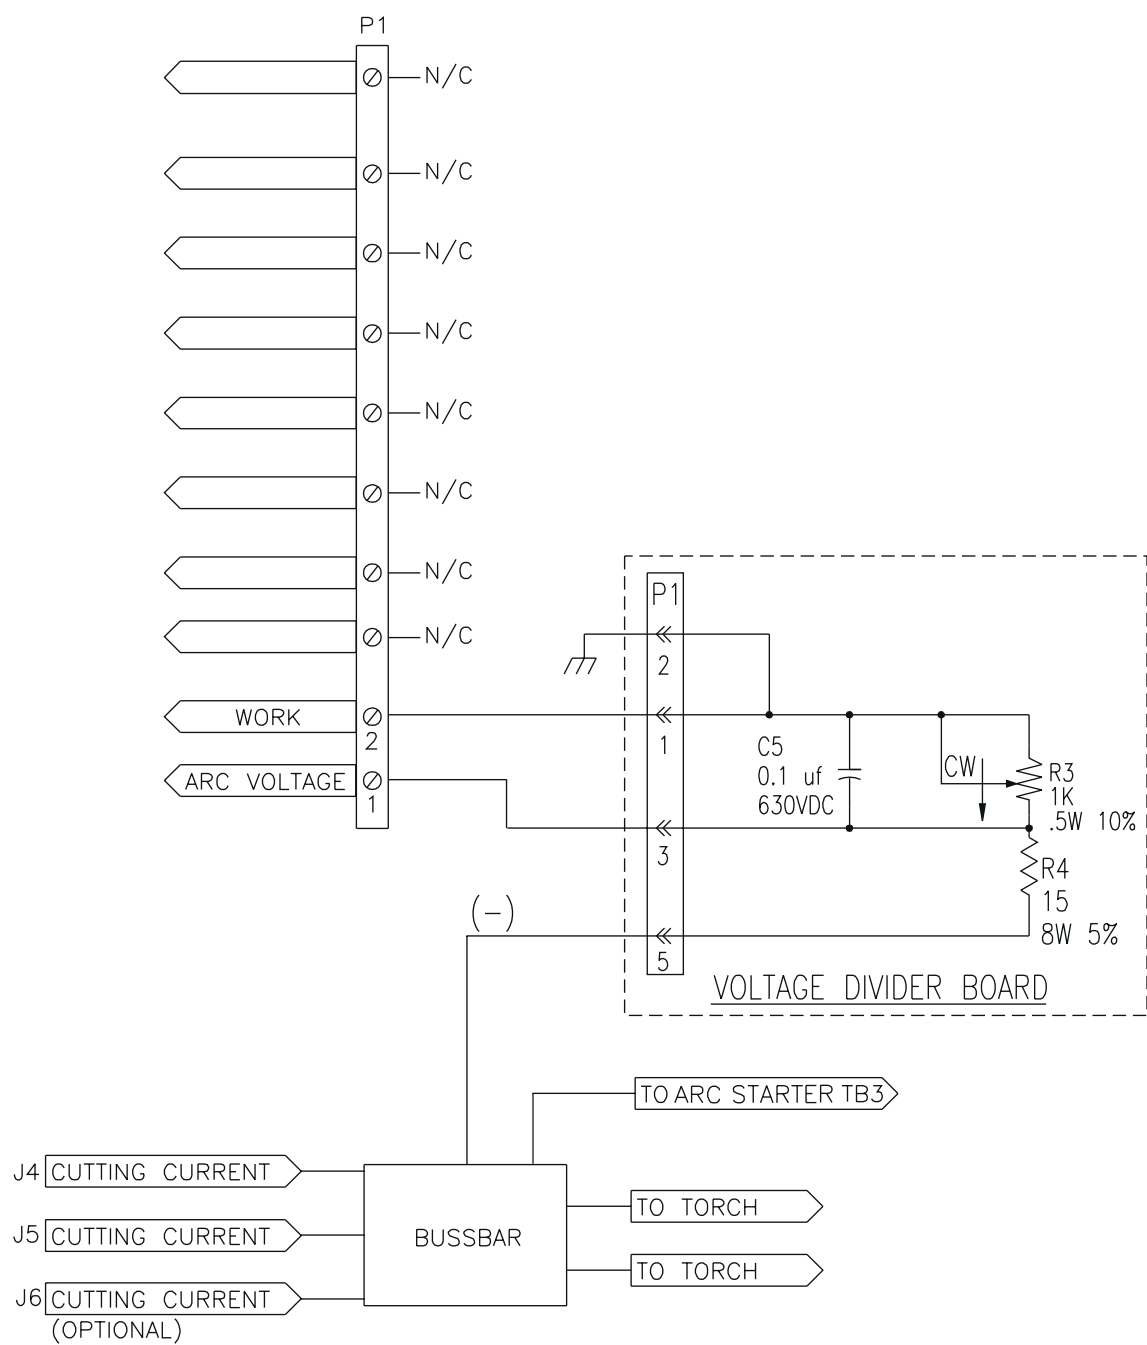 P1
N/C
N/C
N/C
N/C
N/C
N/C
N/C
N/C
WORK
2
ARC VOLTAGE
1
P1
2
1
3
5
C5
0.1 uf
630VDC
CW
R3
1K
.5W 10%
R4
15
8W 5%
(-)
VOLTAGE DIVIDER BOARD
TO ARC STARTER TB3
J4 CUTTING CURRENT
J5 CUTTING CURRENT
J6 CUTTING CURRENT
(OPTIONAL)
BUSSBAR
TO TORCH
TO TORCH